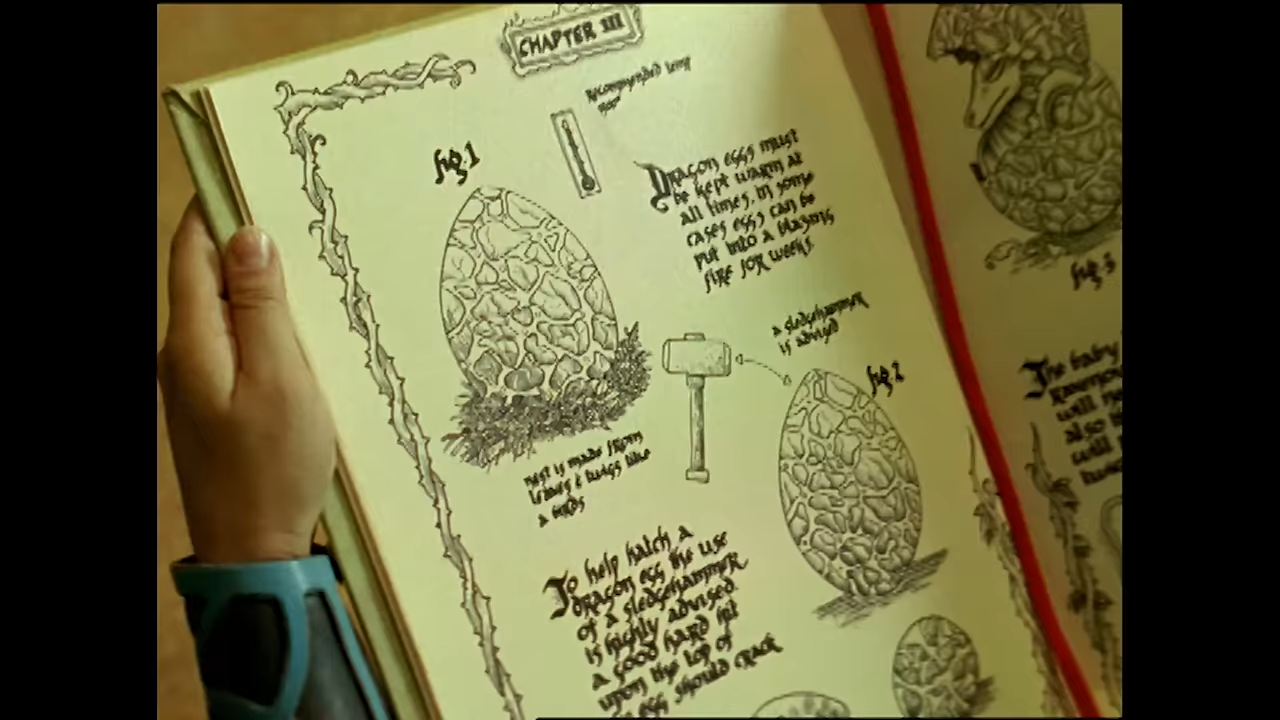 CHAPTER III
Recommended temp
fig.1
Dragon eggs must
be kept warm at
all times. In some
cases eggs can be
put into a blazing
fire for weeks.
a sledgehammer
is advised
fig.2
nest is made from
leaves & twigs like
a birds
To help hatch a
dragon egg the use
of a sledgehammer
is highly advised.
a good hard hit
upon the top of
egg should crack
fig.3
The baby
will
also
will